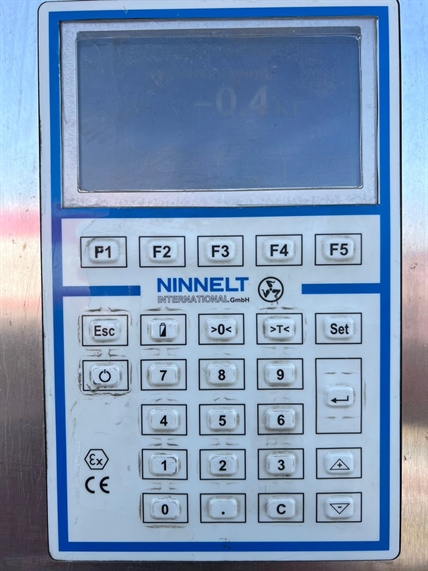 -0.4
F1 F2 F3 F4 F5
NINNELT
INTERNATIONAL GmbH
Esc >0< >T< Set
7 8 9
4 5 6
Ex 1 2 3 +
CE 0 . C -